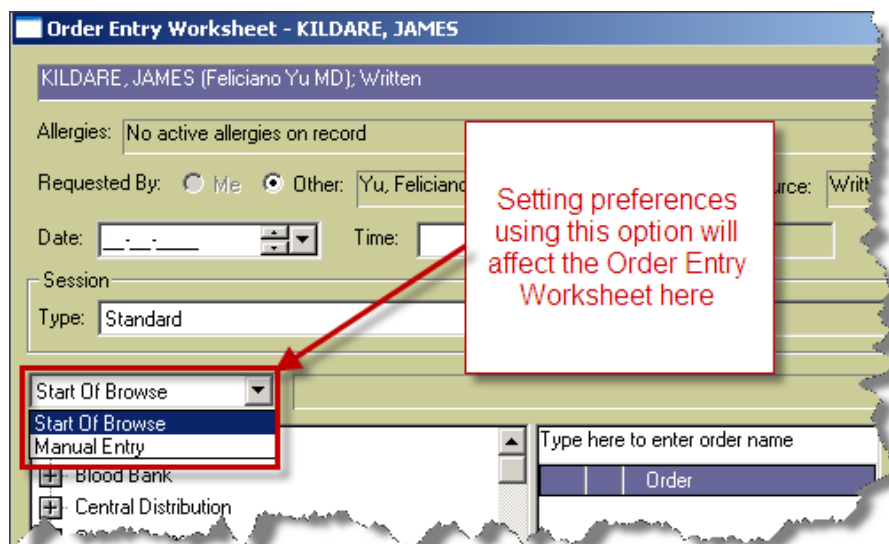 Order Entry Worksheet - KILDARE, JAMES
KILDARE, JAMES (Feliciano Yu MD); Written
Allergies: No active allergies on record
Requested By: Me Other: Yu, Feliciano
Date: __-__-____ Time:
Session
Type: Standard
Setting preferences
using this option will
affect the Order Entry
Worksheet here
Start Of Browse
Start Of Browse
Manual Entry
Blood Bank
Central Distribution
Type here to enter order name
Order